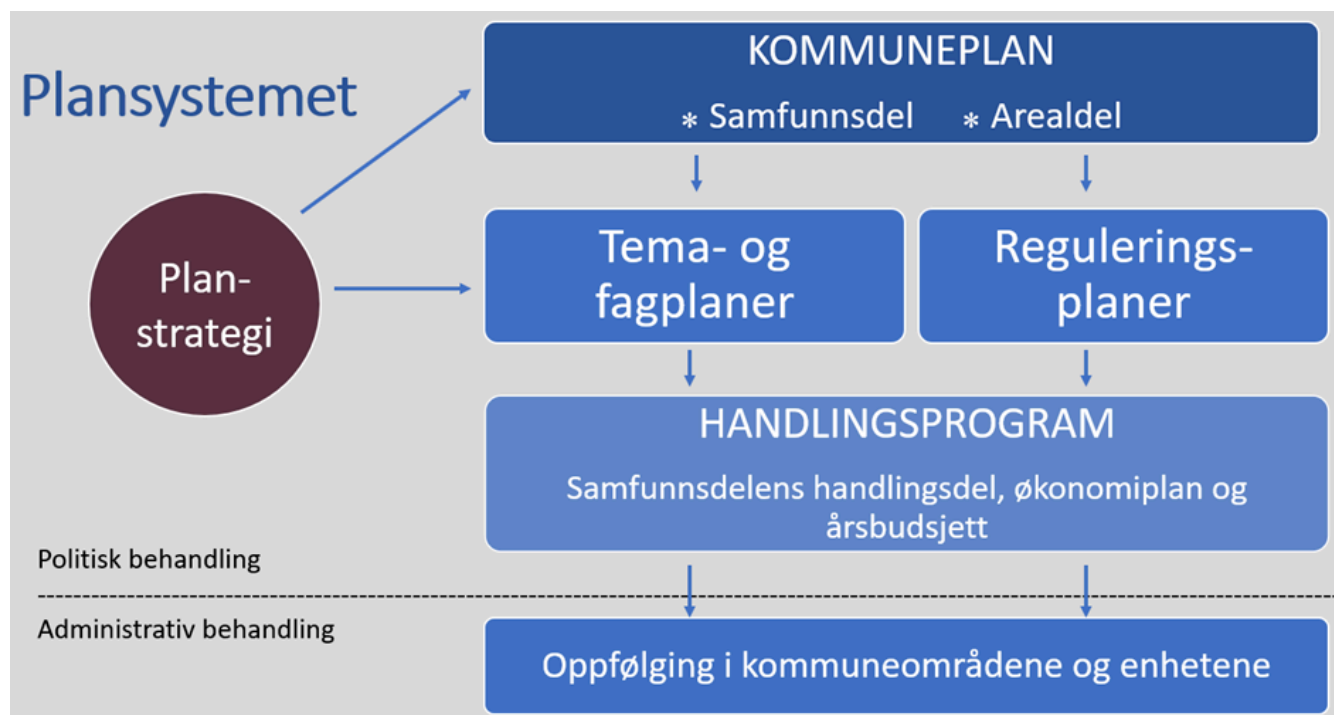 Plansystemet
KOMMUNEPLAN
* Samfunnsdel * Arealdel
Plan-
strategi
Tema- og
fagplaner
Regulerings-
planer
HANDLINGSPROGRAM
Samfunnsdelens handlingsdel, økonomiplan og
årsbudsjett
Politisk behandling
Administrativ behandling
Oppfølging i kommuneområdene og enhetene